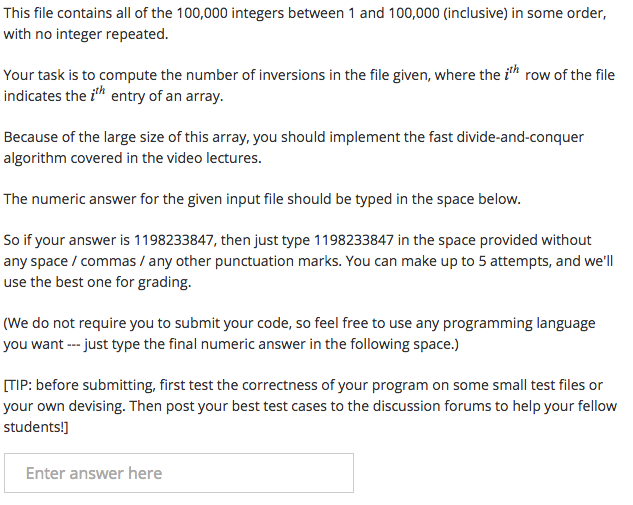 This file contains all of the 100,000 integers between 1 and 100,000 (inclusive) in some order,
with no integer repeated.
Your task is to compute the number of inversions in the file given, where the iᵗʰ row of the file
indicates the iᵗʰ entry of an array.
Because of the large size of this array, you should implement the fast divide-and-conquer
algorithm covered in the video lectures.
The numeric answer for the given input file should be typed in the space below.
So if your answer is 1198233847, then just type 1198233847 in the space provided without
any space / commas / any other punctuation marks. You can make up to 5 attempts, and we'll
use the best one for grading.
(We do not require you to submit your code, so feel free to use any programming language
you want --- just type the final numeric answer in the following space.)
[TIP: before submitting, first test the correctness of your program on some small test files or
your own devising. Then post your best test cases to the discussion forums to help your fellow
students!]
Enter answer here